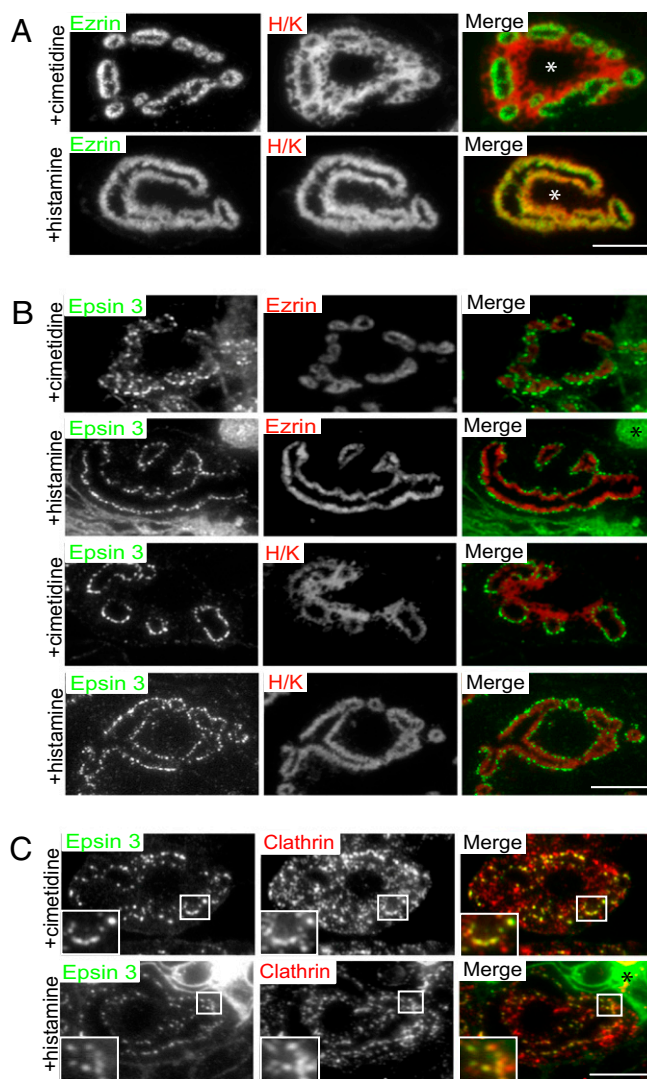 A
Ezrin
H/K
Merge
+cimetidine
*
Ezrin
H/K
Merge
+histamine
*
B
Epsin 3
Ezrin
Merge
+cimetidine
Epsin 3
Ezrin
Merge
+histamine
*
Epsin 3
H/K
Merge
+cimetidine
Epsin 3
H/K
Merge
+histamine
C
Epsin 3
Clathrin
Merge
+cimetidine
Epsin 3
Clathrin
Merge
+histamine
*